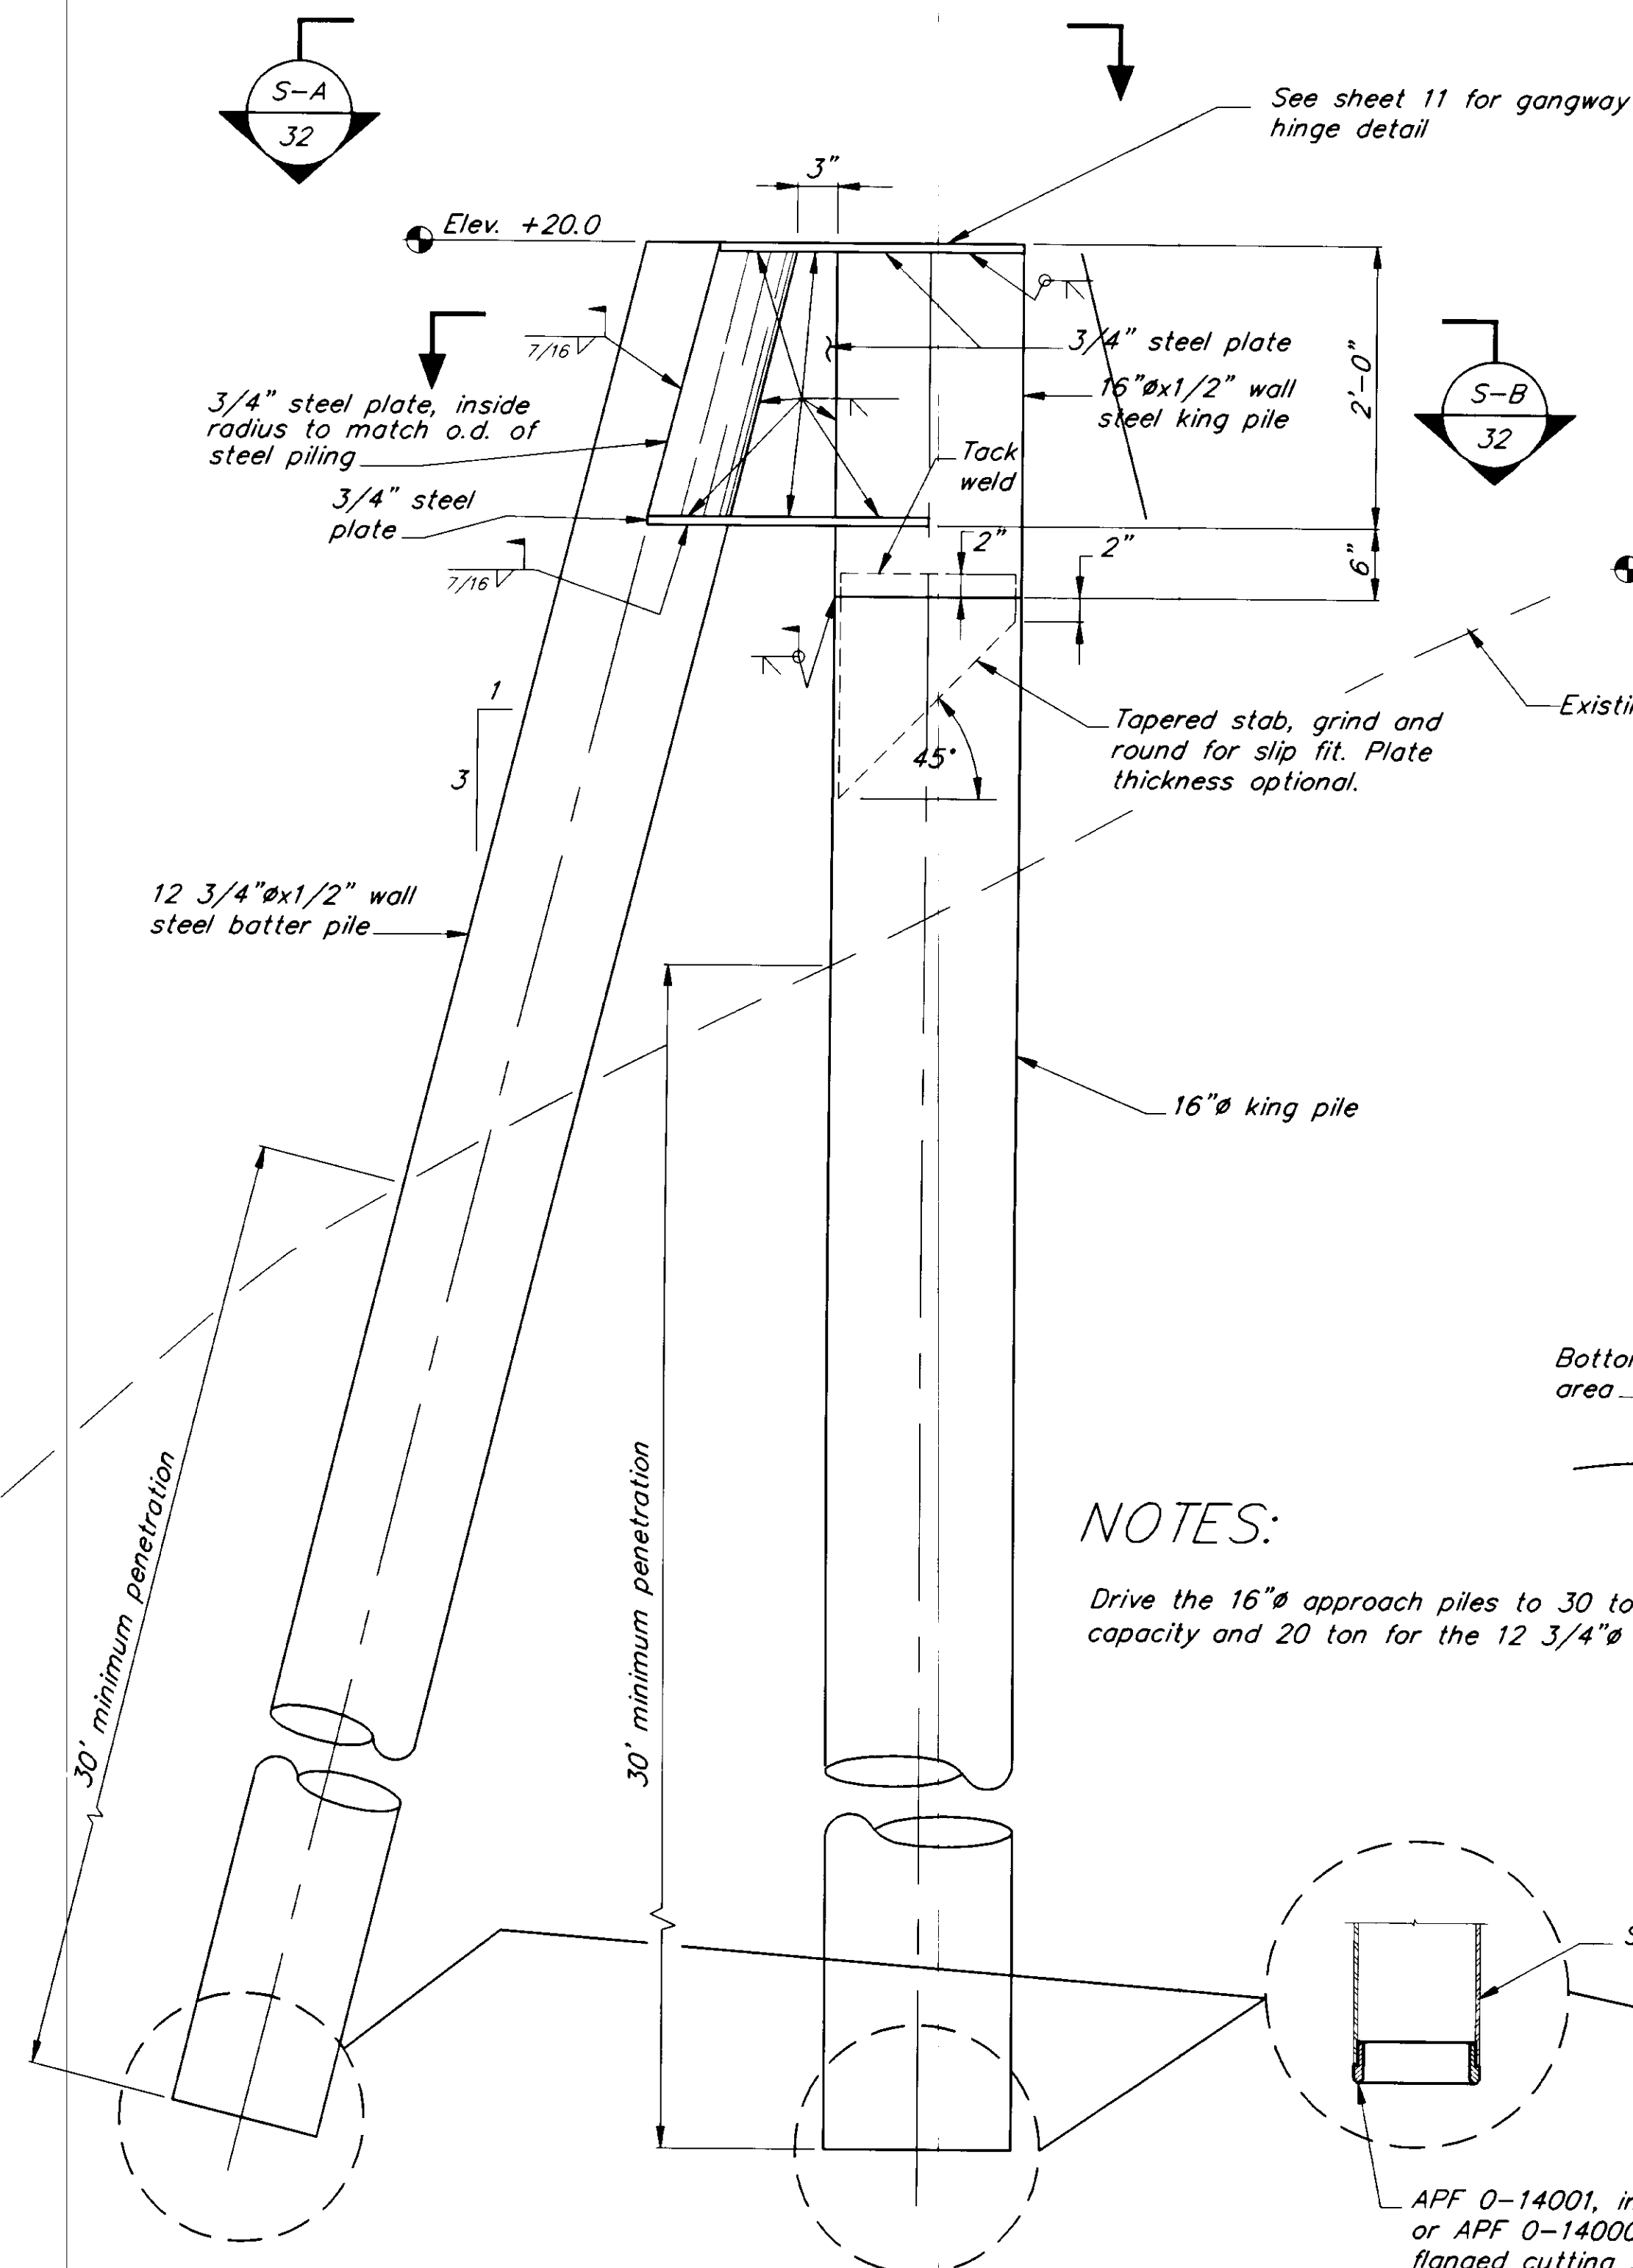 S-A
32
See sheet 11 for gangway
hinge detail
3"
Elev. +20.0
7/16
3/4" steel plate
16"øx1/2" wall
steel king pile
2'-0"
S-B
32
3/4" steel plate, inside
radius to match o.d. of
steel piling
Tack
weld
3/4" steel
plate
2"
2"
6"
7/16
1
3
Tapered stab, grind and
round for slip fit. Plate
thickness optional.
45°
12 3/4"øx1/2" wall
steel batter pile
16"ø king pile
30' minimum penetration
30' minimum penetration
area
NOTES:
Drive the 16"ø approach piles to 30
capacity and 20 ton for the 12 3/4"ø
APF 0-14001,
or APF 0-14000
flanged cutting